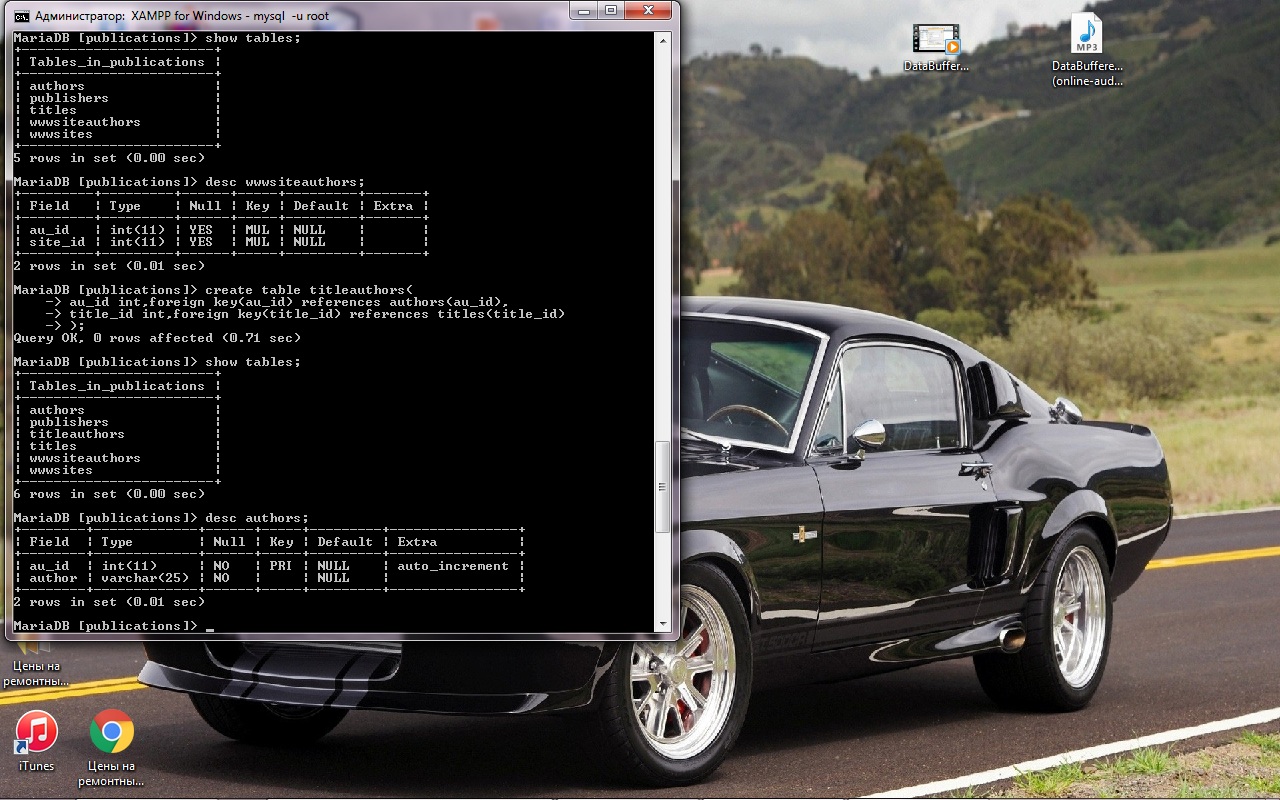 Администратор: XAMPP for Windows - mysql -u root
MariaDB [publications]> show tables;
+------------------------+
| Tables_in_publications |
+------------------------+
| authors                |
| publishers             |
| titles                 |
| wwwsiteauthors         |
| wwwsites               |
+------------------------+
5 rows in set (0.00 sec)
MariaDB [publications]> desc wwwsiteauthors;
+---------+---------+------+-----+---------+-------+
| Field   | Type    | Null | Key | Default | Extra |
+---------+---------+------+-----+---------+-------+
| au_id   | int(11) | YES  | MUL | NULL    |       |
| site_id | int(11) | YES  | MUL | NULL    |       |
+---------+---------+------+-----+---------+-------+
2 rows in set (0.01 sec)
MariaDB [publications]> create table titleauthors(
    -> au_id int,foreign key(au_id) references authors(au_id),
    -> title_id int,foreign key(title_id) references titles(title_id)
    -> );
Query OK, 0 rows affected (0.71 sec)
MariaDB [publications]> show tables;
+------------------------+
| Tables_in_publications |
+------------------------+
| authors                |
| publishers             |
| titleauthors           |
| titles                 |
| wwwsiteauthors         |
| wwwsites               |
+------------------------+
6 rows in set (0.00 sec)
MariaDB [publications]> desc authors;
+--------+-------------+------+-----+---------+----------------+
| Field  | Type        | Null | Key | Default | Extra          |
+--------+-------------+------+-----+---------+----------------+
| au_id  | int(11)     | NO   | PRI | NULL    | auto_increment |
| author | varchar(25) | NO   |     | NULL    |                |
+--------+-------------+------+-----+---------+----------------+
2 rows in set (0.01 sec)
MariaDB [publications]> _
DataBuffer...
MP3
DataBuffere...
(online-aud...
Цены на
ремонтны...
iTunes
Цены на
ремонтны...